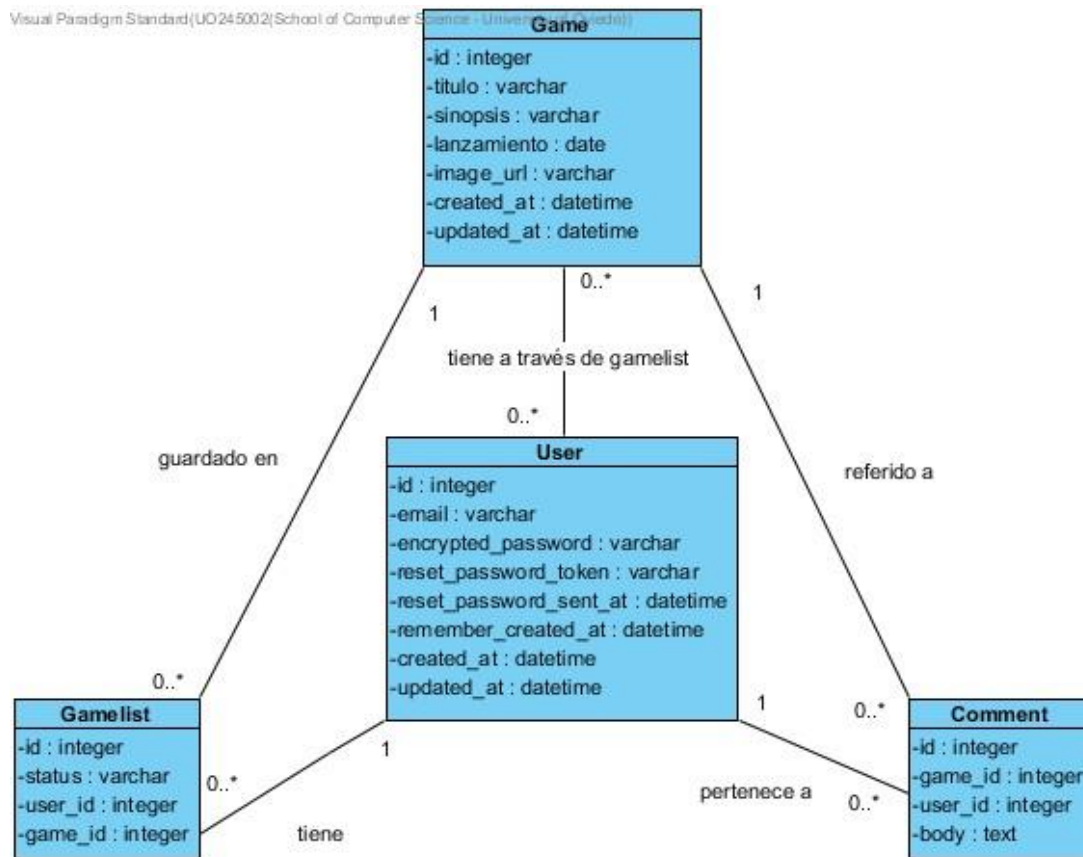 Visual Paradigm Standard(UO245002(School of Computer Science - University of Oviedo))
Game
-id : integer
-titulo : varchar
-sinopsis : varchar
-lanzamiento : date
-image_url : varchar
-created_at : datetime
-updated_at : datetime
0..*
1
1
tiene a través de gamelist
0..*
guardado en
referido a
User
-id : integer
-email : varchar
-encrypted_password : varchar
-reset_password_token : varchar
-reset_password_sent_at : datetime
-remember_created_at : datetime
-created_at : datetime
-updated_at : datetime
0..*
1
0..*
1
Gamelist
-id : integer
-status : varchar
-user_id : integer
-game_id : integer
0..*
tiene
pertenece a
0..*
Comment
-id : integer
-game_id : integer
-user_id : integer
-body : text